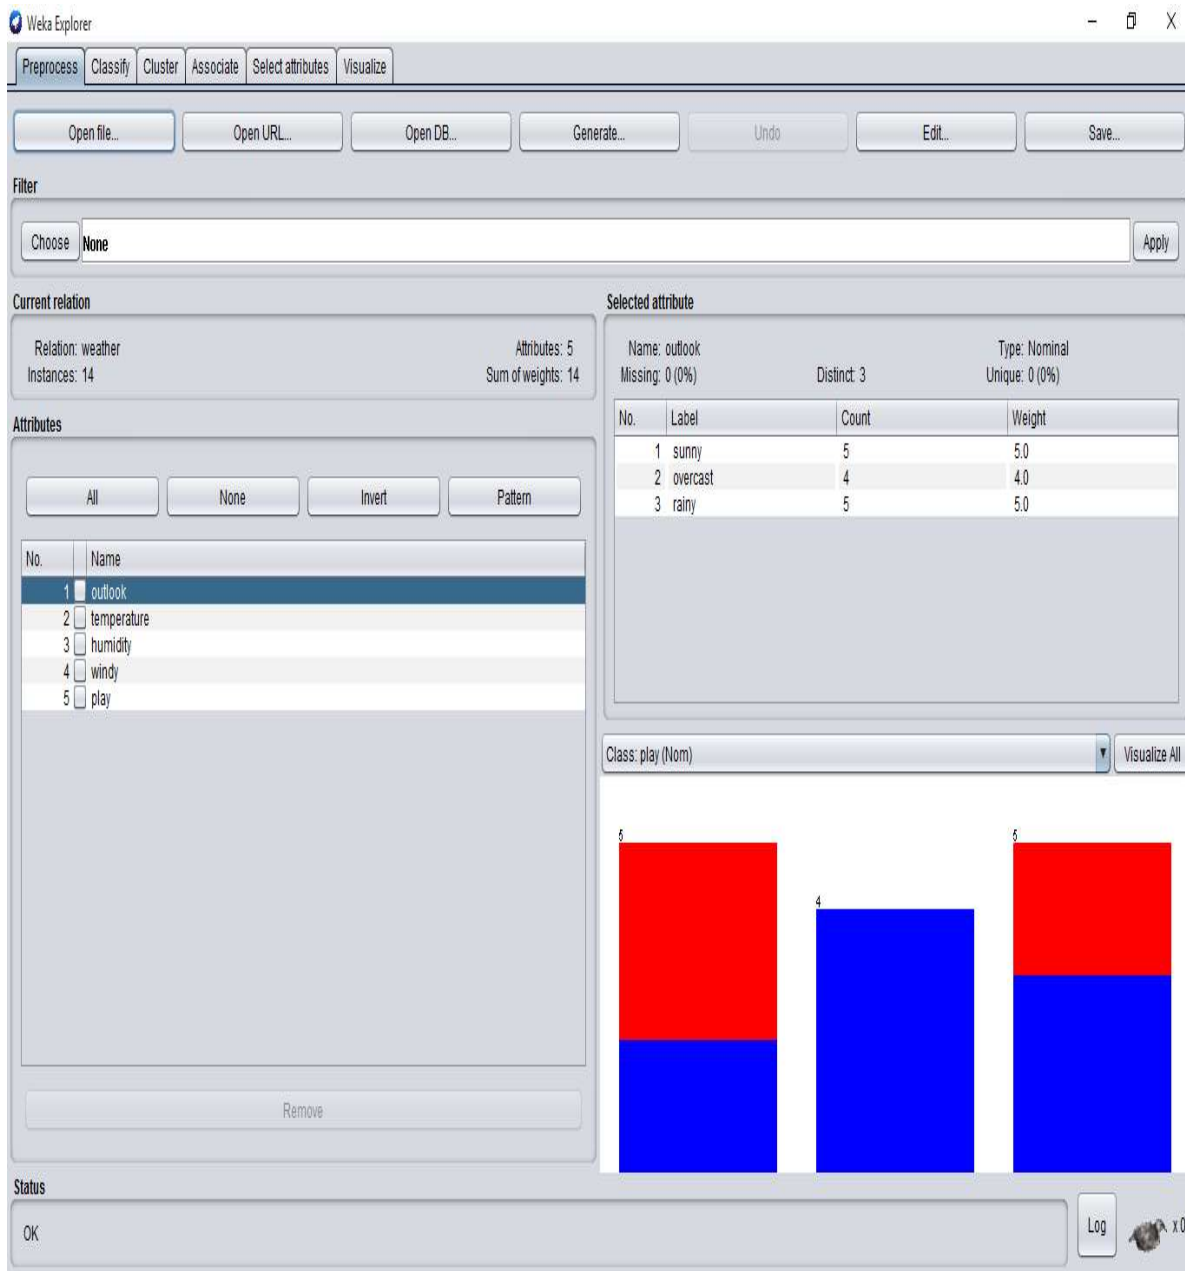 Weka Explorer
Preprocess Classify Cluster Associate Select attributes Visualize
Open file... Open URL... Open DB... Generate... Undo Edit... Save...
Filter
Choose None Apply
Current relation
Relation: weather Attributes: 5
Instances: 14 Sum of weights: 14
Attributes
All None Invert Pattern
No. Name
1 outlook
2 temperature
3 humidity
4 windy
5 play
Remove
Selected attribute
Name: outlook Type: Nominal
Missing: 0 (0%) Distinct: 3 Unique: 0 (0%)
No. Label Count Weight
1 sunny 5 5.0
2 overcast 4 4.0
3 rainy 5 5.0
Class: play (Nom) Visualize All
5 4 5
Status
OK Log x 0